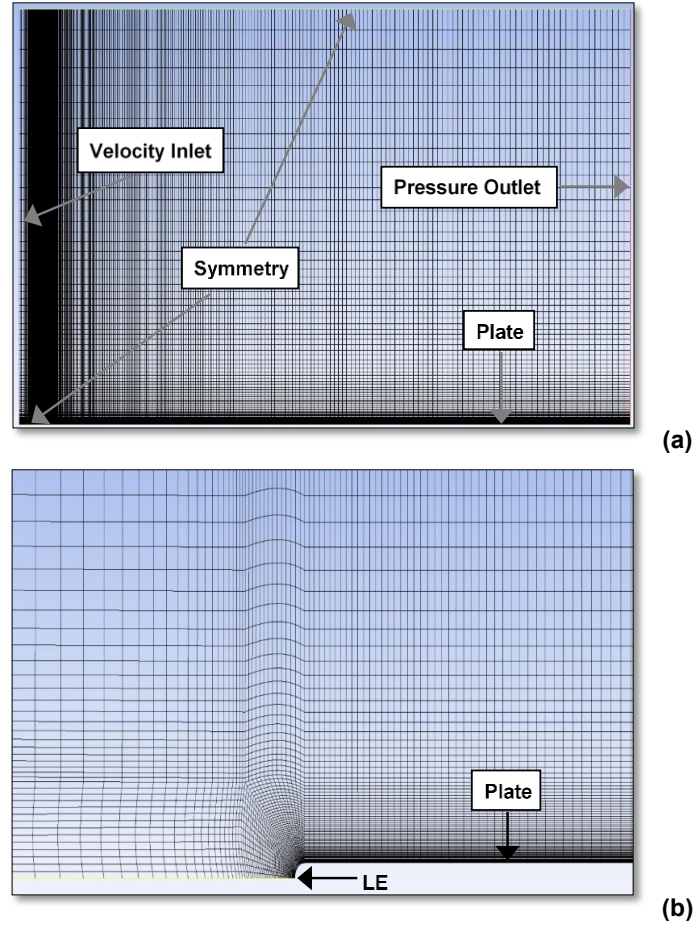 Velocity Inlet
Pressure Outlet
Symmetry
Plate
(a)
Plate
LE
(b)